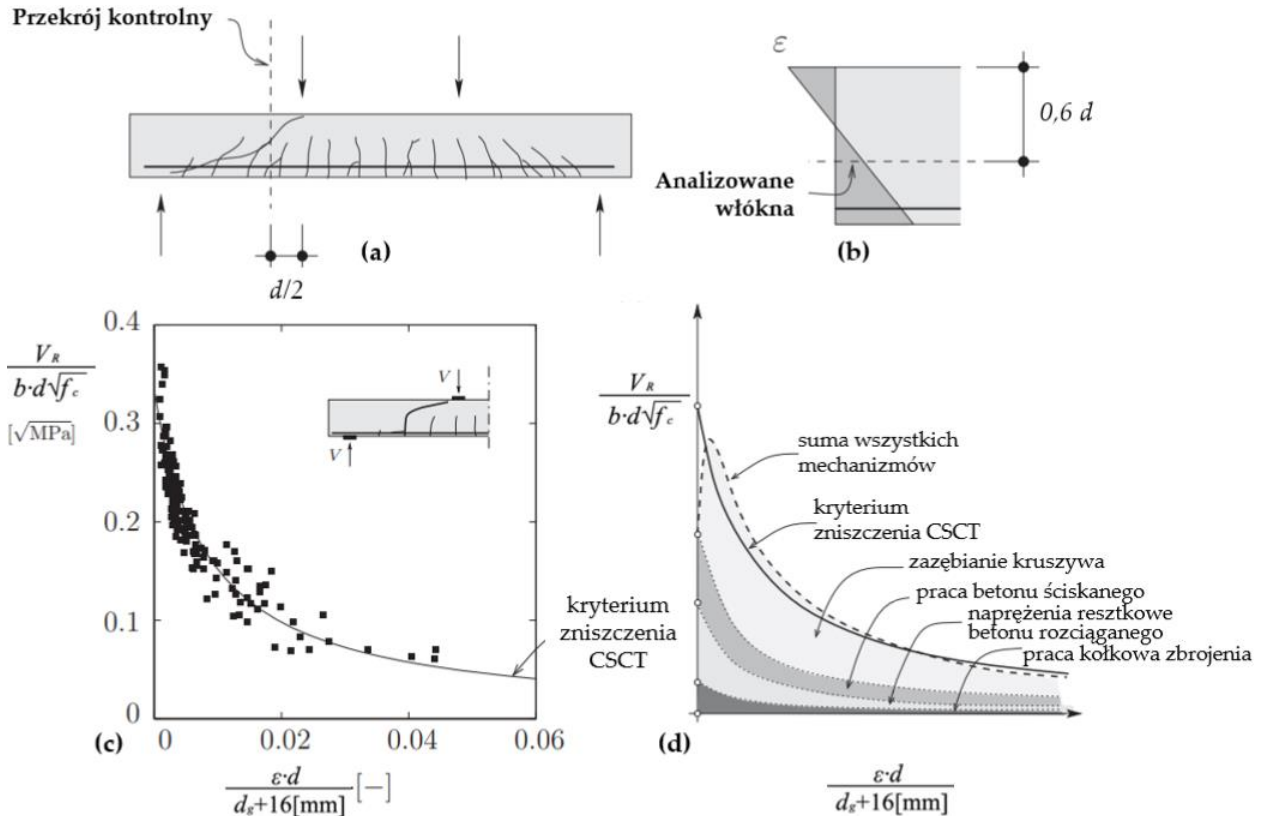 Przekrój kontrolny
d/2
(a)
ε
0,6 d
Analizowane
włókna
(b)
V_R
b·d√f_c
[√MPa]
0.4
0.3
0.2
0.1
0
0
0.02
0.04
0.06
V
V
kryterium
zniszczenia
CSCT
(c)
ε·d
d_g+16[mm]
[−]
V_R
b·d√f_c
suma wszystkich
mechanizmów
kryterium
zniszczenia CSCT
zazębianie kruszywa
praca betonu ściskanego
naprężenia resztkowe
betonu rozciąganego
praca kołkowa zbrojenia
(d)
ε·d
d_g+16[mm]